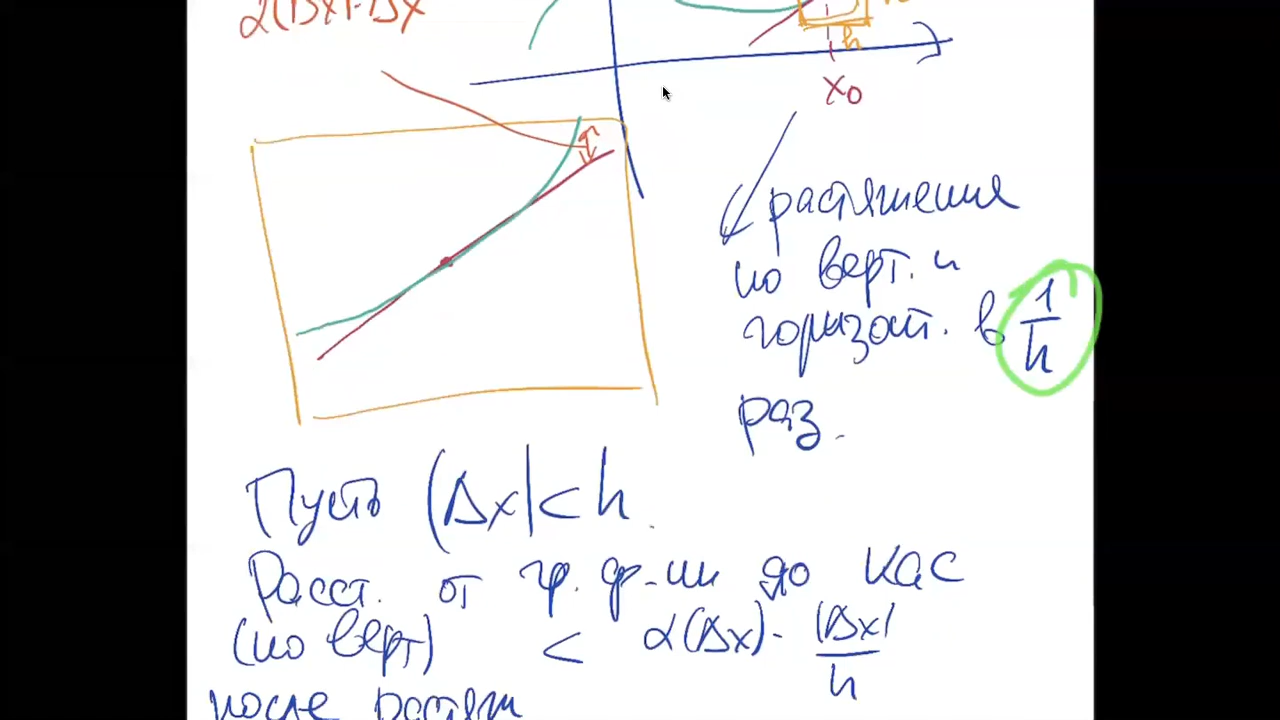 α(Δx)·Δx
h
x₀
растяжения
по верт. и
горизонт. в 1/h
раз.
Пусть |Δx| < h.
Расст. от гр. ф-ии до кас
(по верт) < α(Δx) · |Δx|/h
после растяж